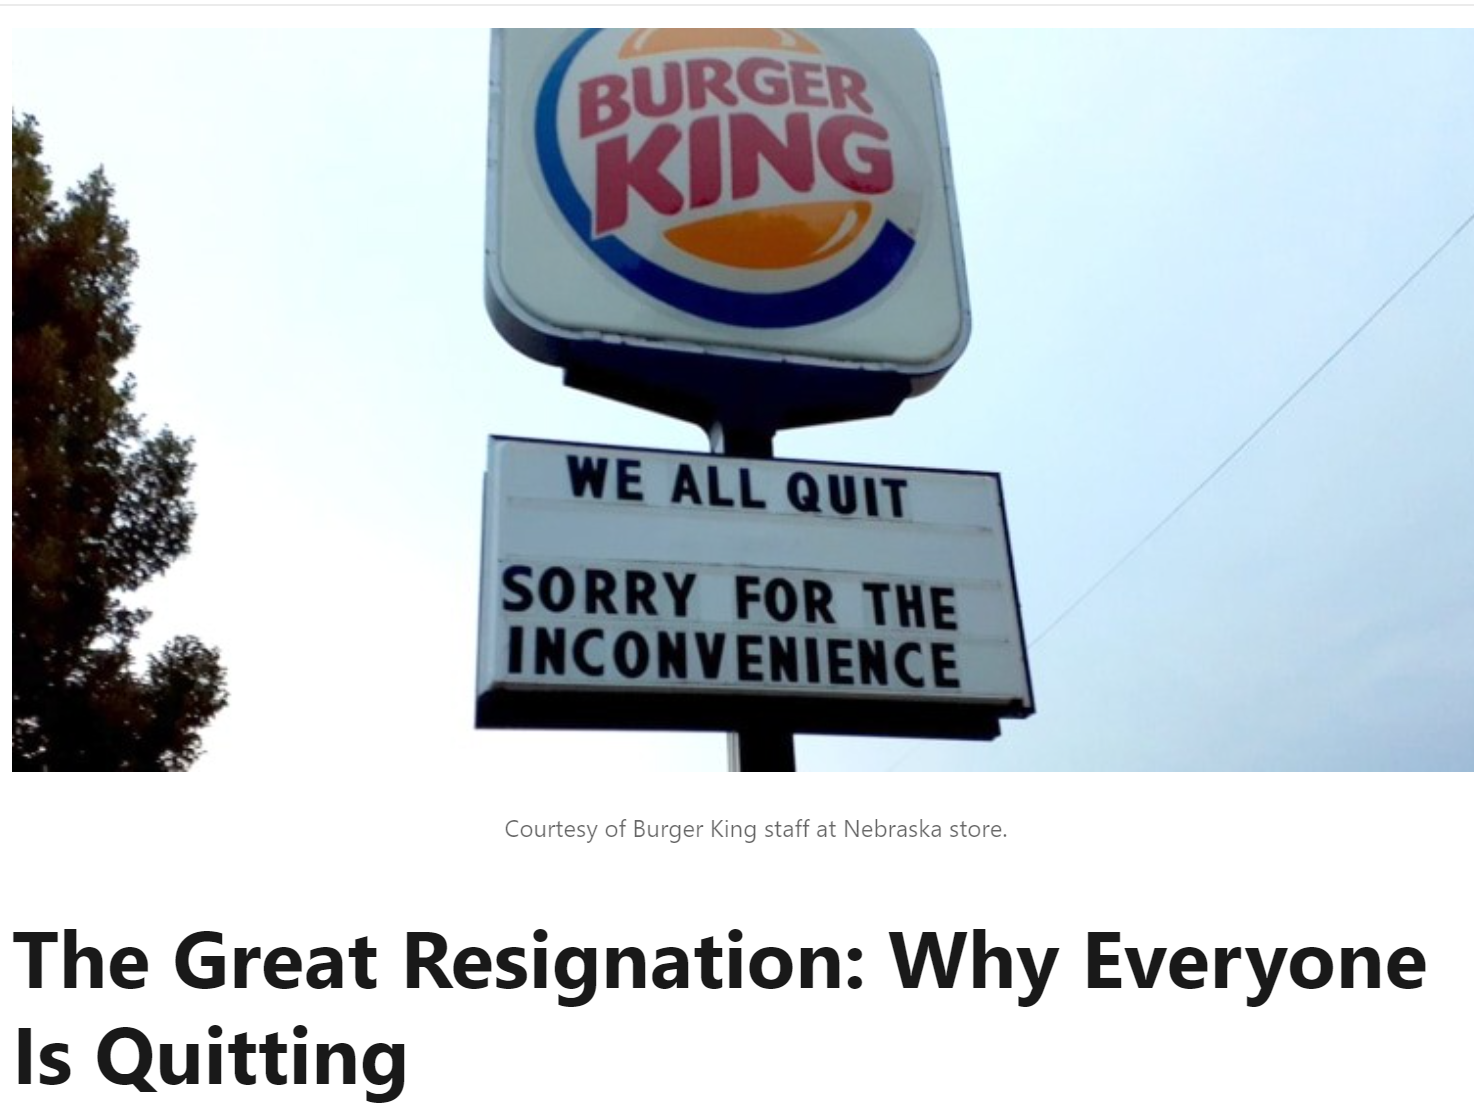 BURGER
KING
WE ALL QUIT
SORRY FOR THE
INCONVENIENCE
Courtesy of Burger King staff at Nebraska store.
The Great Resignation: Why Everyone
Is Quitting